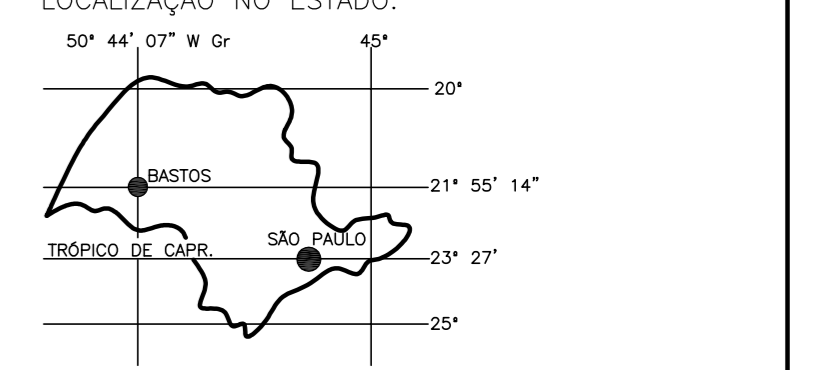 LOCALIZAÇÃO NO ESTADO:
50° 44' 07" W Gr
45°
20°
BASTOS
21° 55' 14"
SÃO PAULO
TRÓPICO DE CAPR.
23° 27'
25°